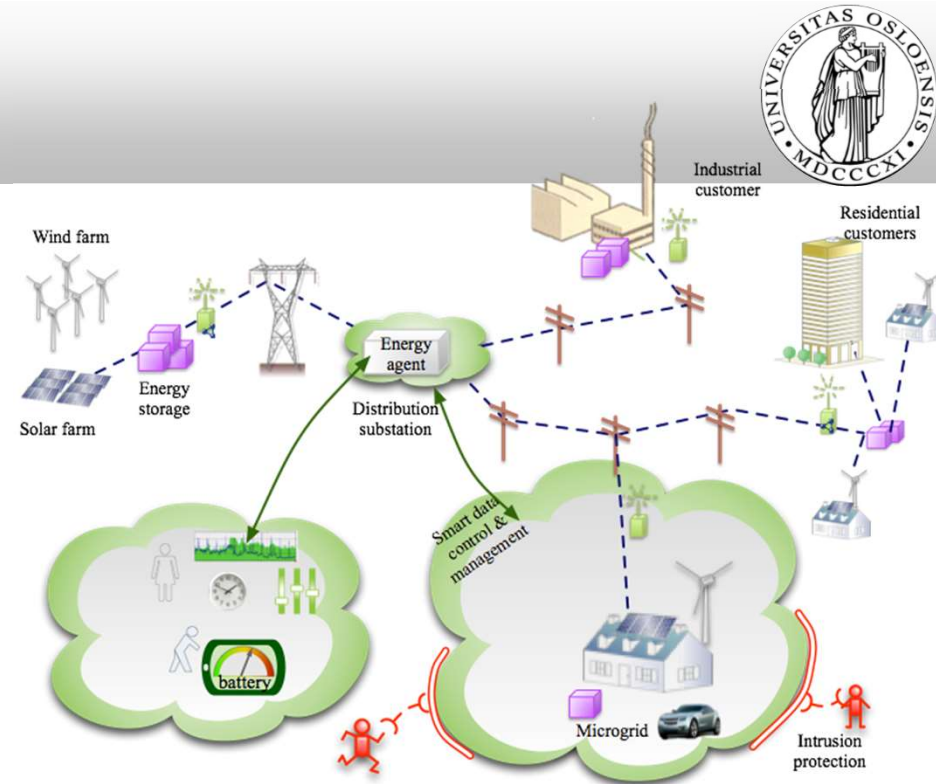 UNIVERSITAS OSLOENSIS
MDCCCXI
Industrial
customer
Residential
customers
Wind farm
Energy
agent
Energy
storage
Distribution
substation
Solar farm
Smart data
control &
management
battery
Microgrid
Intrusion
protection